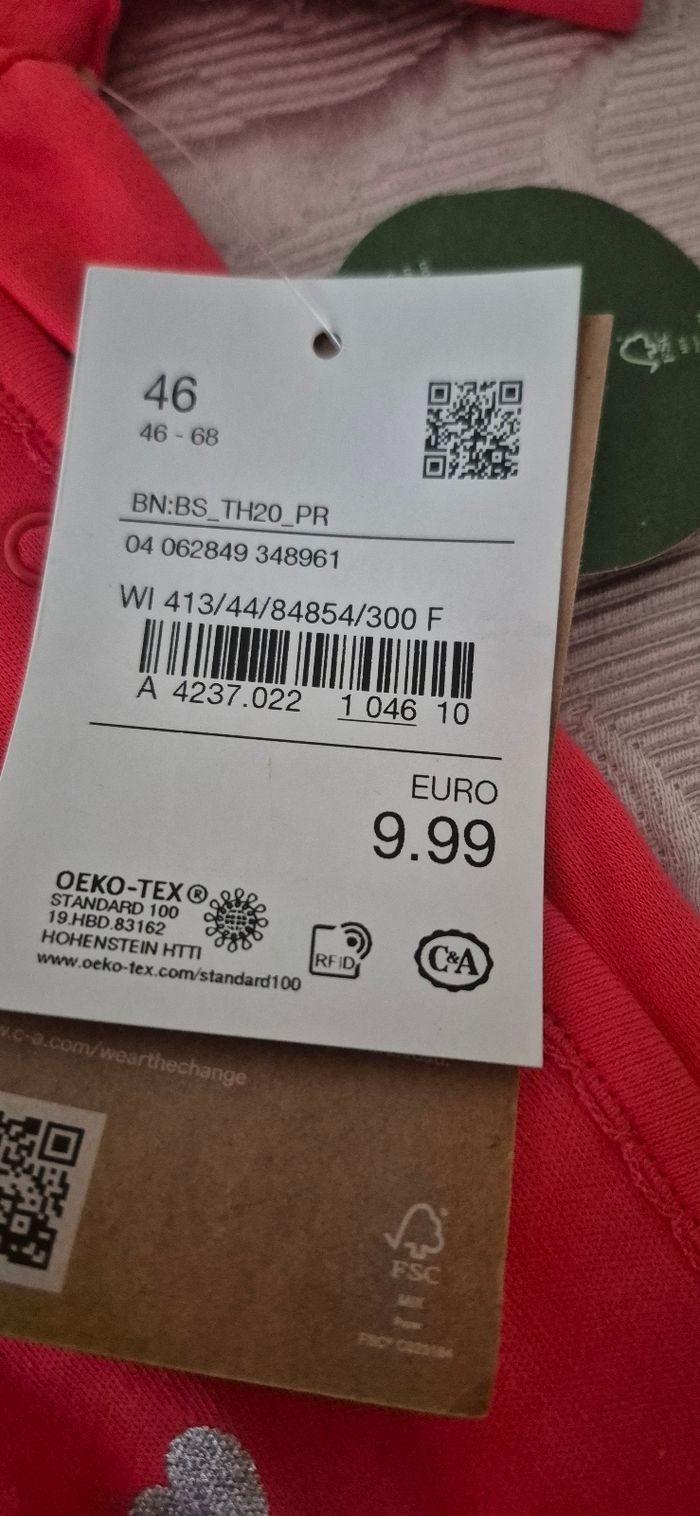 46
46 - 68
BN:BS_TH20_PR
04 062849 348961
WI 413/44/84854/300 F
A 4237.022 1 046 10
EURO
9.99
OEKO-TEX®
STANDARD 100
19.HBD.83162
HOHENSTEIN HTTI
www.oeko-tex.com/standard100
RFID
C&A
c-a.com/wearthechange
FSC